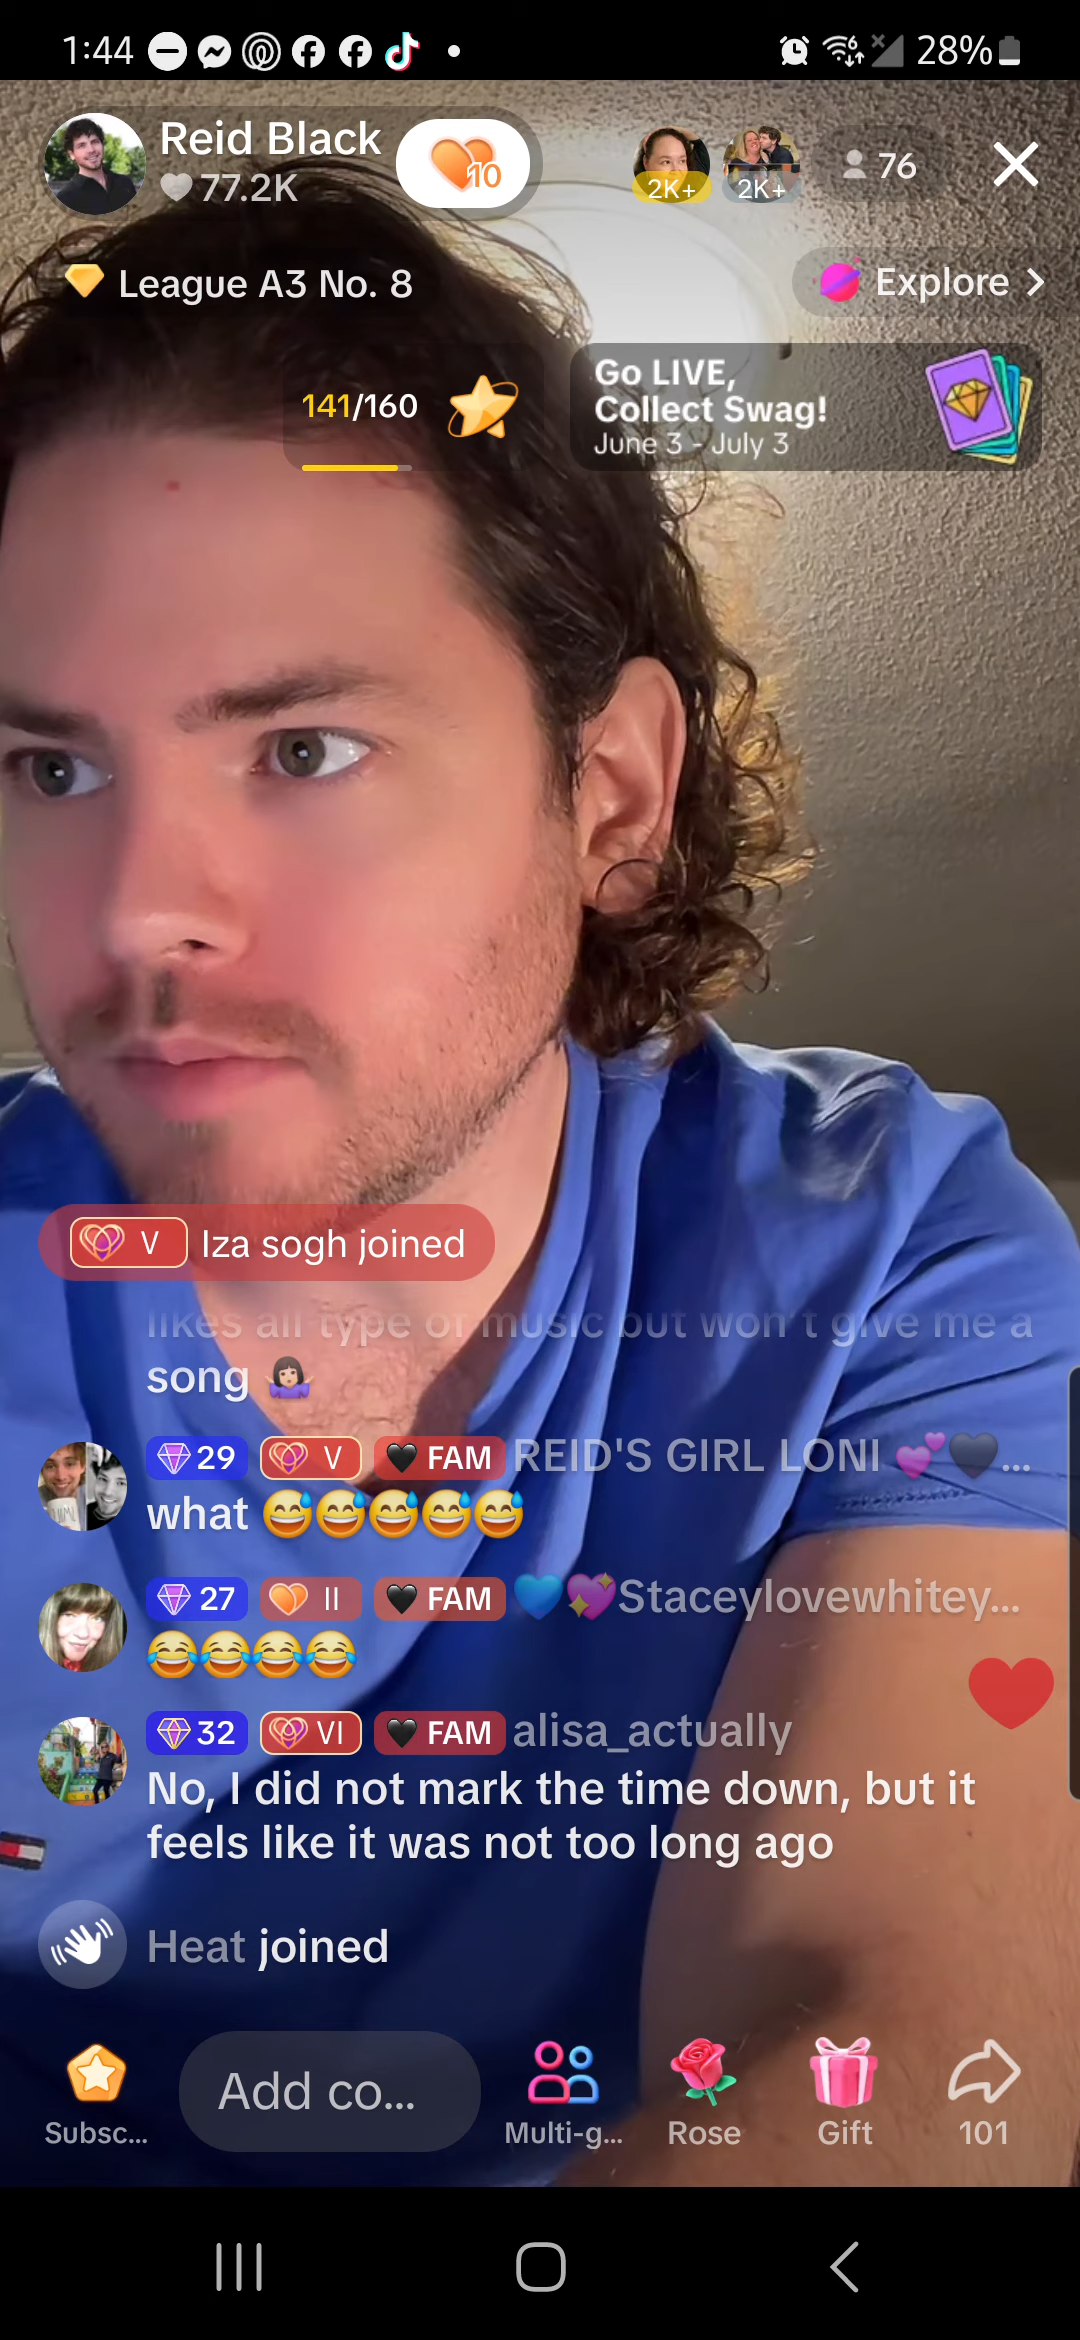 1:44
28%
Reid Black
77.2K
10
2K+
2K+
76
League A3 No. 8
Explore
141/160
Go LIVE,
Collect Swag!
June 3 - July 3
V Iza sogh joined
likes all type of music but won't give me a
song 🤷🏻‍♀️
29 V 🖤 FAM REID'S GIRL LONI 💕🖤...
what 😅😅😅😅😅
27 II 🖤 FAM 🩵💖Staceylovewhitey...
😂😂😂😂
32 VI 🖤 FAM alisa_actually
No, I did not mark the time down, but it
feels like it was not too long ago
Heat joined
Add co...
Subsc...
Multi-g...
Rose
Gift
101